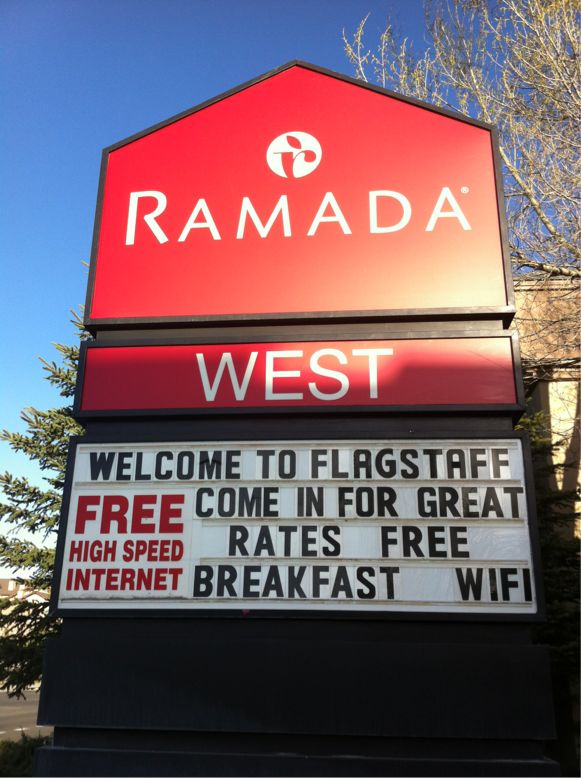 RAMADA®
WEST
WELCOME TO FLAGSTAFF
FREE
HIGH SPEED
INTERNET
COME IN FOR GREAT
RATES FREE
BREAKFAST WIFI